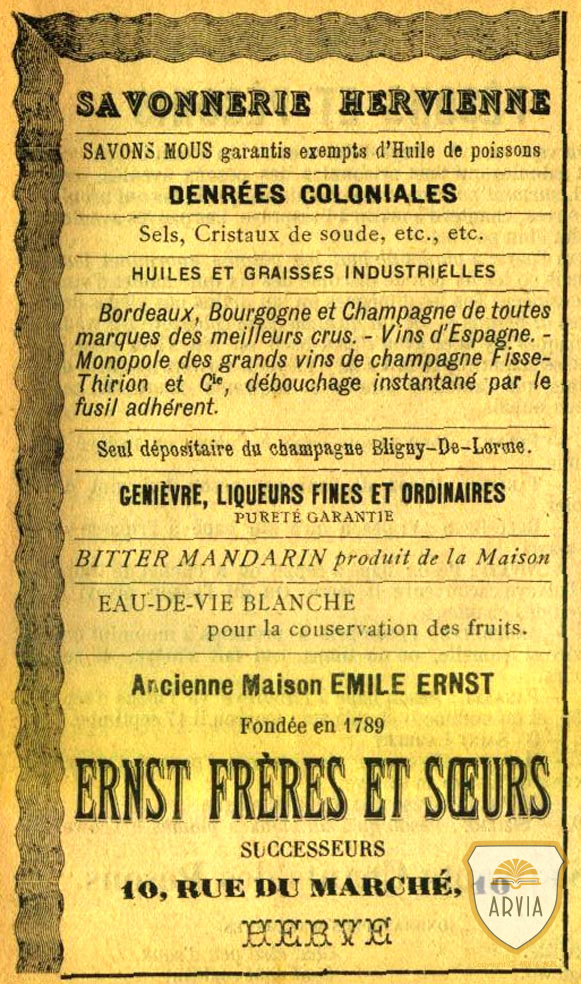 SAVONNERIE HERVIENNE
SAVONS MOUS garantis exempts d'Huile de poissons
DENRÉES COLONIALES
Sels, Cristaux de soude, etc., etc.
HUILES ET GRAISSES INDUSTRIELLES
Bordeaux, Bourgogne et Champagne de toutes
marques des meilleurs crus. - Vins d'Espagne. -
Monopole des grands vins de champagne Fisse-
Thirion et Cie, débouchage instantané par le
fusil adhérent.
Seul dépositaire du champagne Bligny-De-Lorme.
GENIÈVRE, LIQUEURS FINES ET ORDINAIRES
PURETÉ GARANTIE
BITTER MANDARIN produit de la Maison
EAU-DE-VIE BLANCHE
pour la conservation des fruits.
Ancienne Maison EMILE ERNST
Fondée en 1789
ERNST FRÈRES ET SŒURS
SUCCESSEURS
10, RUE DU MARCHÉ, 10
HERVE
ARVIA